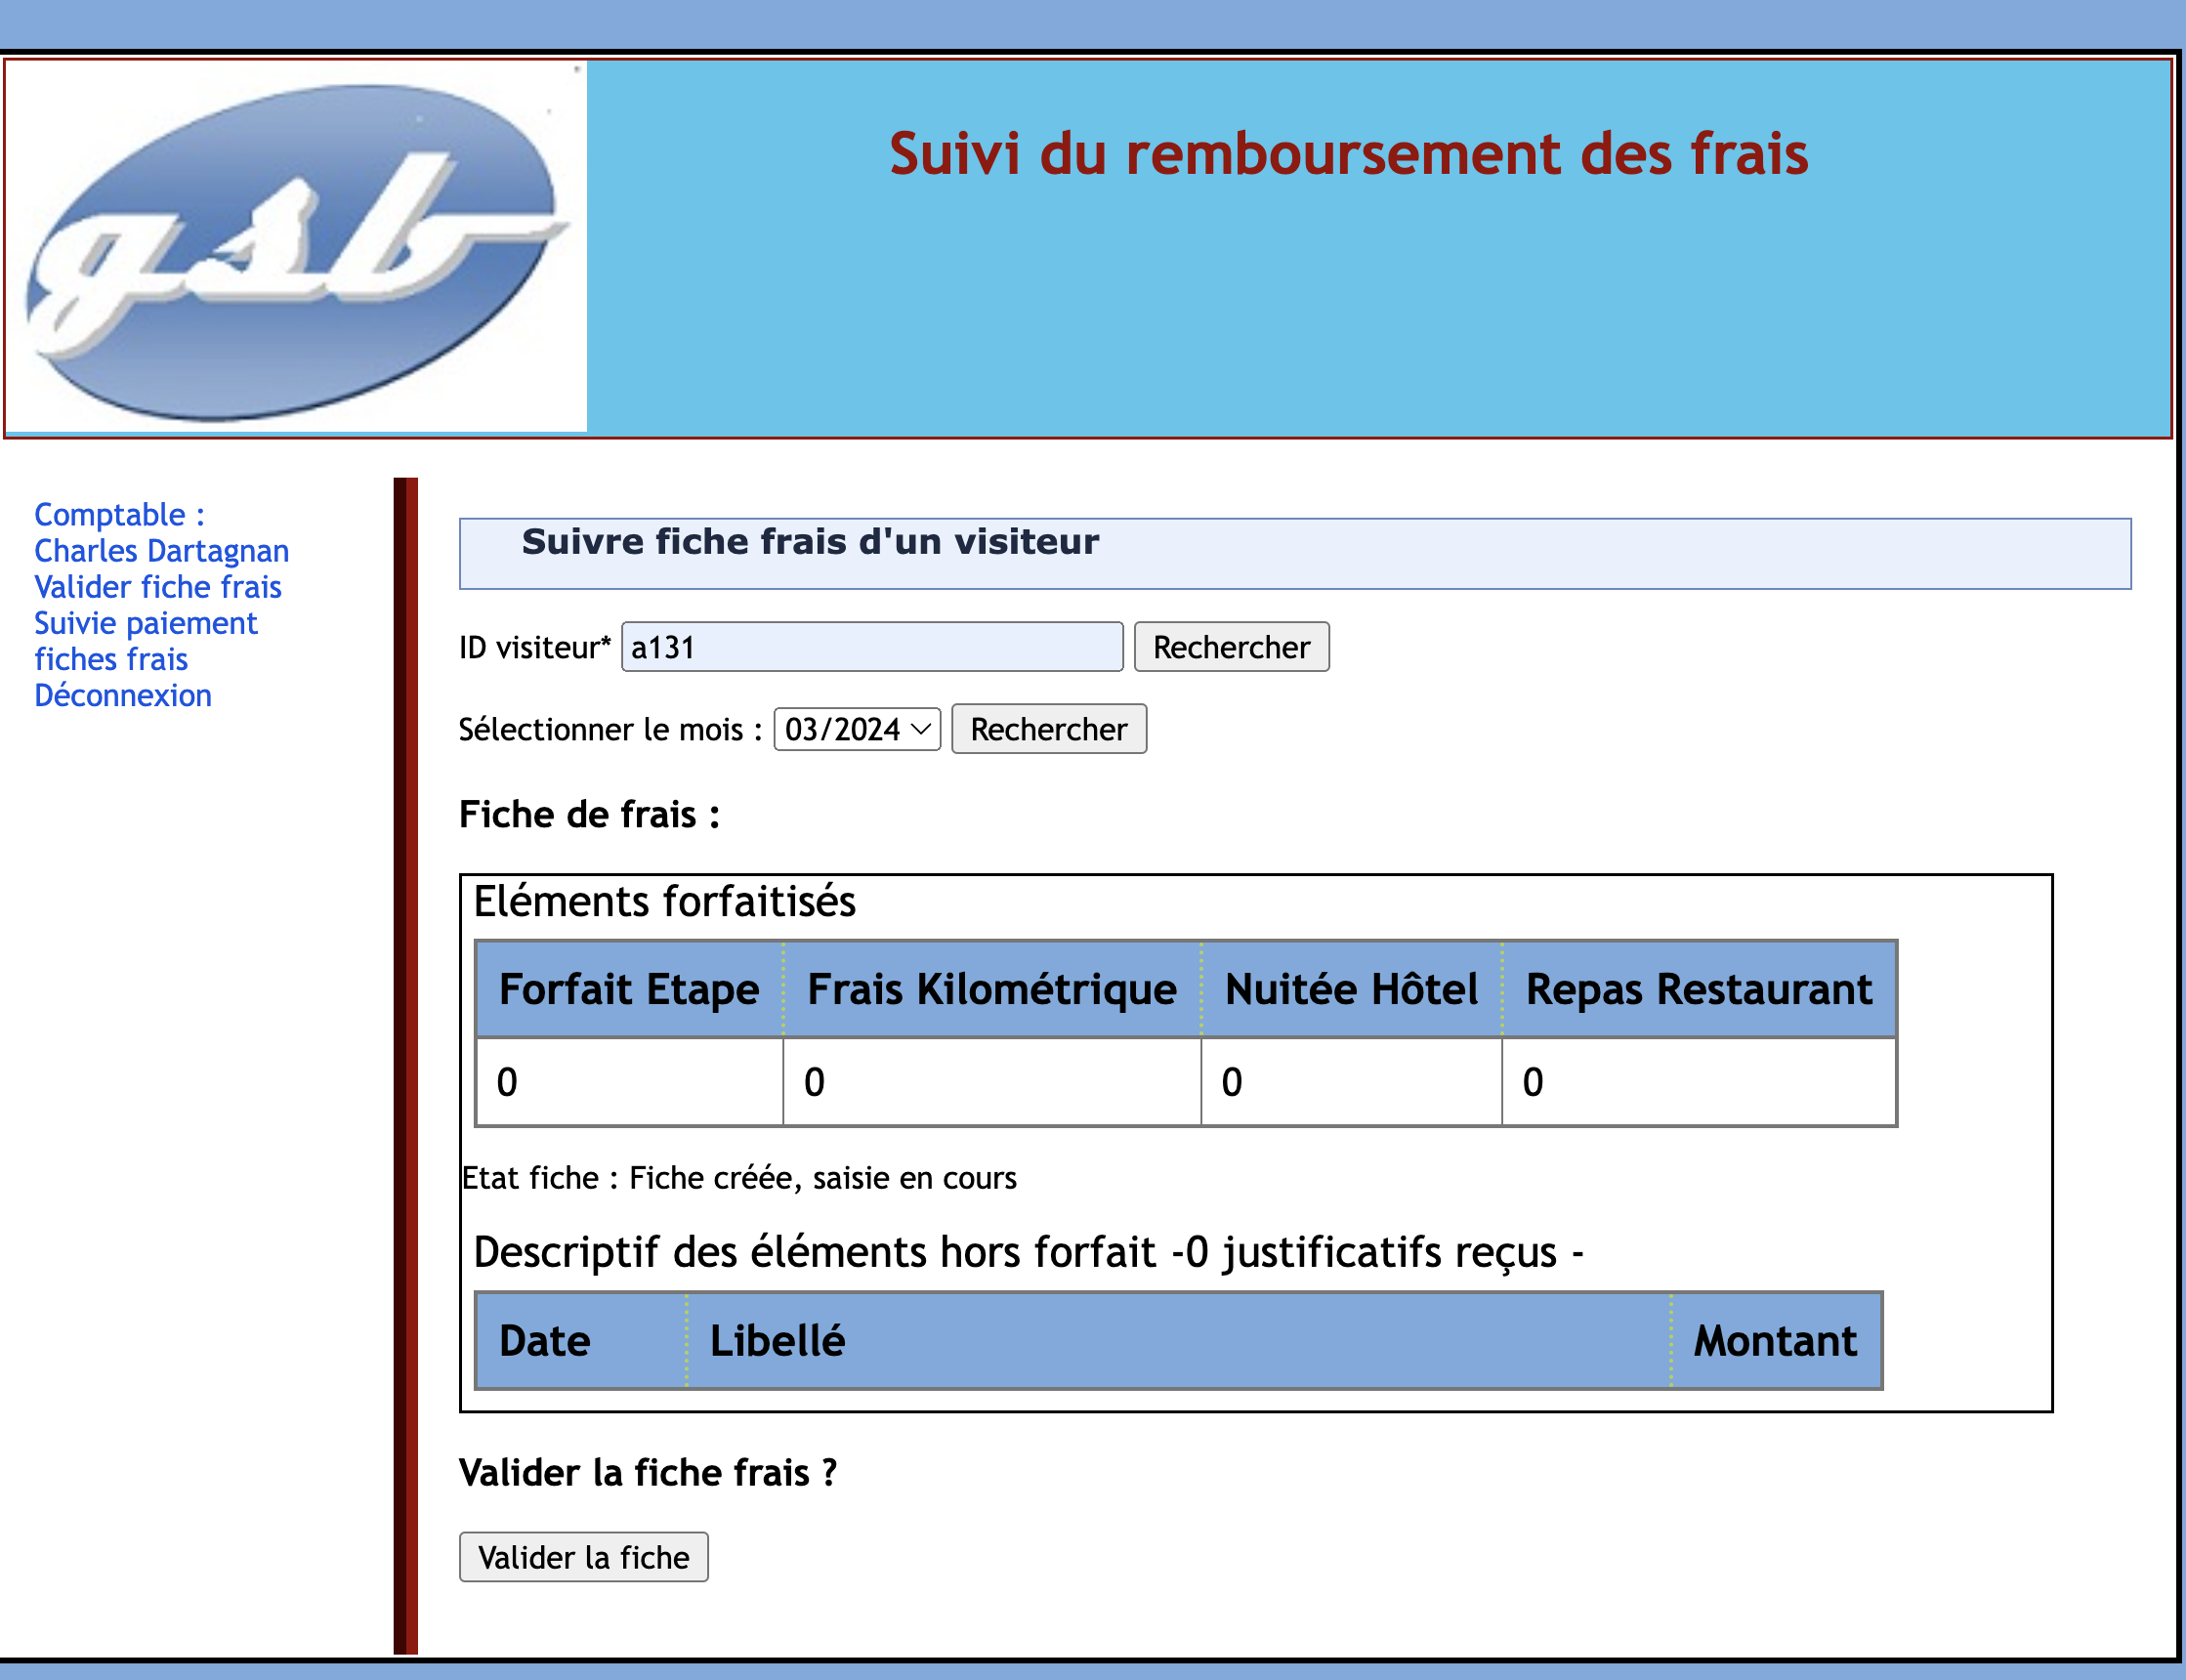 gsb
Suivi du remboursement des frais
Comptable :
Charles Dartagnan
Valider fiche frais
Suivie paiement
fiches frais
Déconnexion
Suivre fiche frais d'un visiteur
ID visiteur* a131 Rechercher
Sélectionner le mois : 03/2024 Rechercher
Fiche de frais :
Eléments forfaitisés
Forfait Etape Frais Kilométrique Nuitée Hôtel Repas Restaurant
0 0 0 0
Etat fiche : Fiche créée, saisie en cours
Descriptif des éléments hors forfait -0 justificatifs reçus -
Date Libellé Montant
Valider la fiche frais ?
Valider la fiche